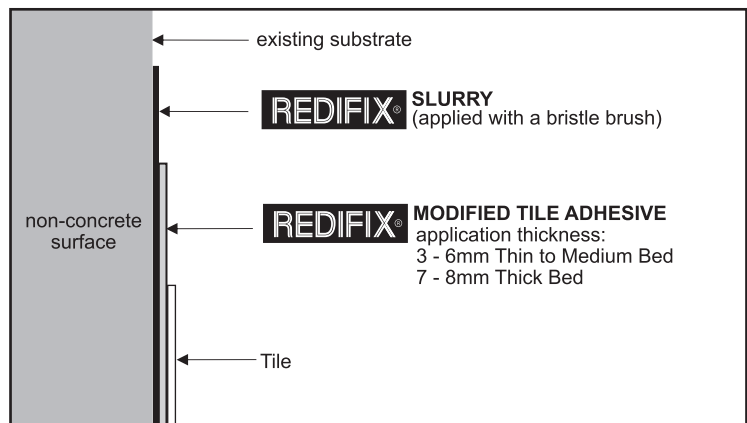 existing substrate
REDIFIX® SLURRY
(applied with a bristle brush)
non-concrete
surface
REDIFIX® MODIFIED TILE ADHESIVE
application thickness:
3 - 6mm Thin to Medium Bed
7 - 8mm Thick Bed
Tile